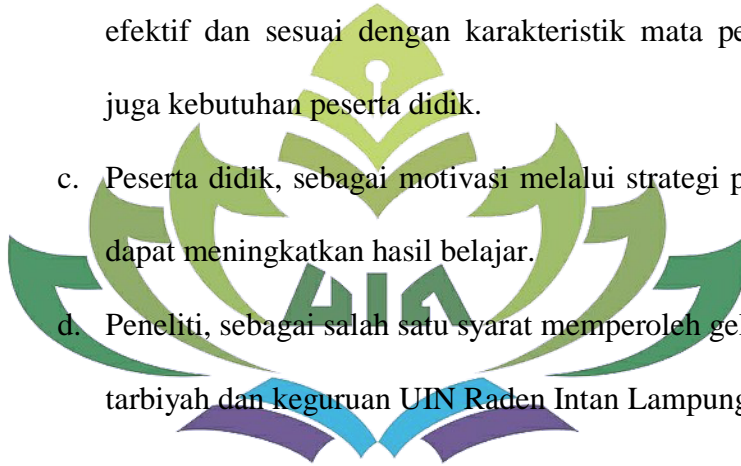 efektif dan sesuai dengan karakteristik mata pe
juga kebutuhan peserta didik.
c. Peserta didik, sebagai motivasi melalui strategi p
dapat meningkatkan hasil belajar.
UIN
d. Peneliti, sebagai salah satu syarat memperoleh gel
tarbiyah dan keguruan UIN Raden Intan Lampung